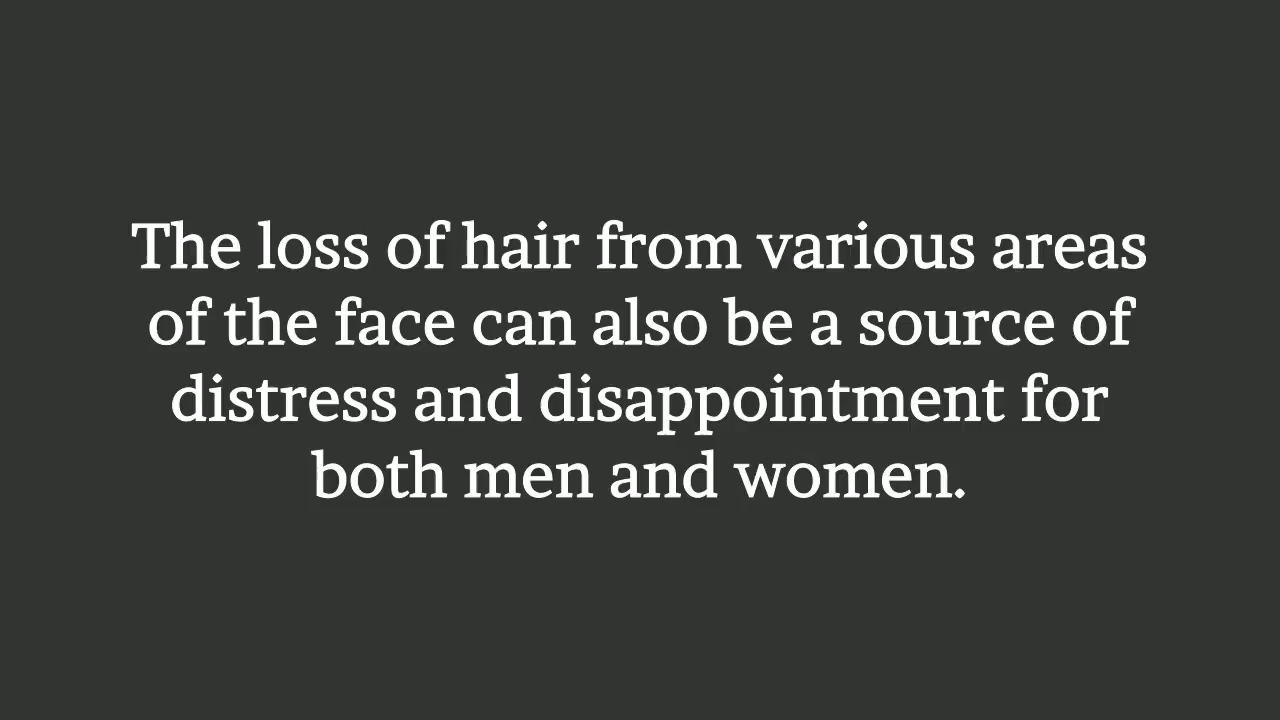 The loss of hair from various areas
of the face can also be a source of
distress and disappointment for
both men and women.